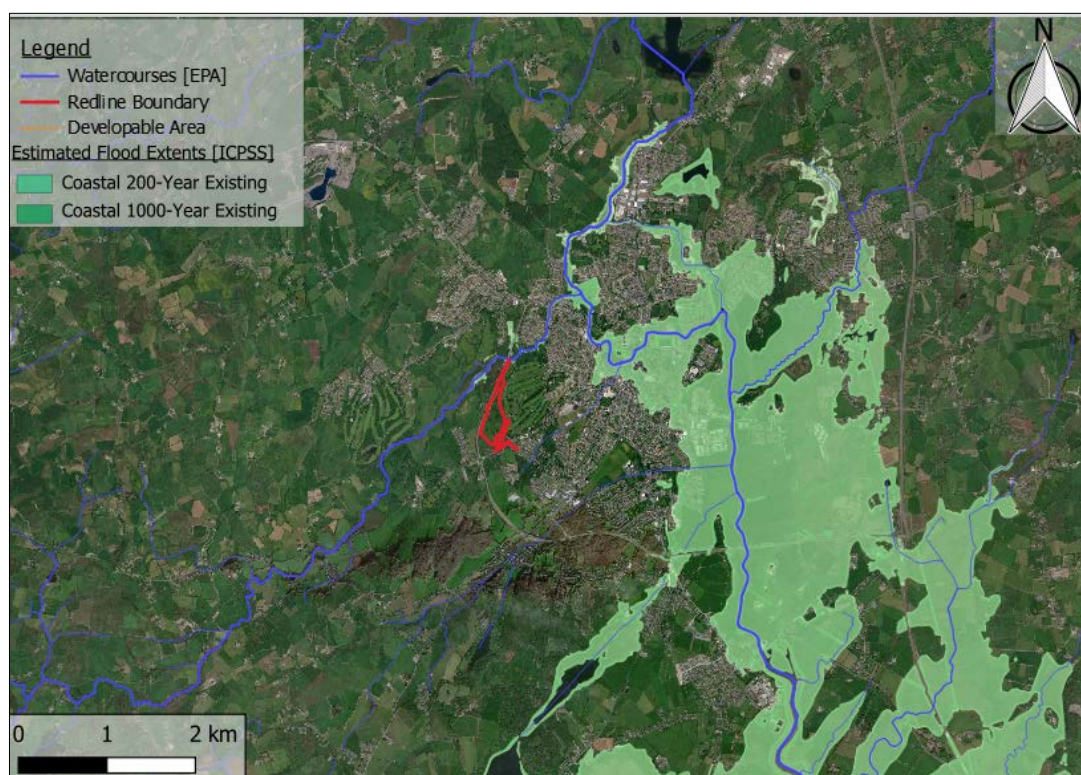 Legend
Watercourses [EPA]
Redline Boundary
Developable Area
Estimated Flood Extents [ICPSS]
Coastal 200-Year Existing
Coastal 1000-Year Existing
N
0 1 2 km